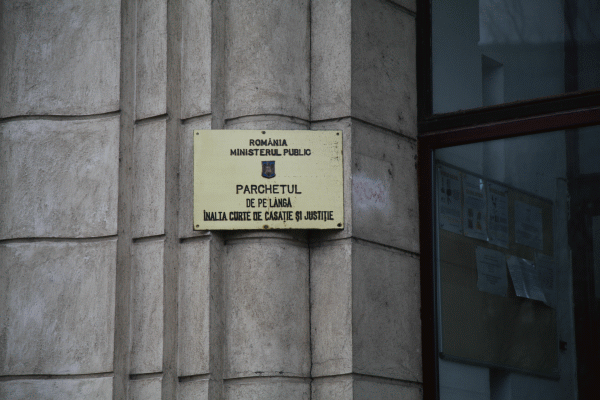 ROMÂNIA
MINISTERUL PUBLIC
PARCHETUL
DE PE LÂNGĂ
ÎNALTA CURTE DE CASAȚIE ȘI JUSTIȚIE